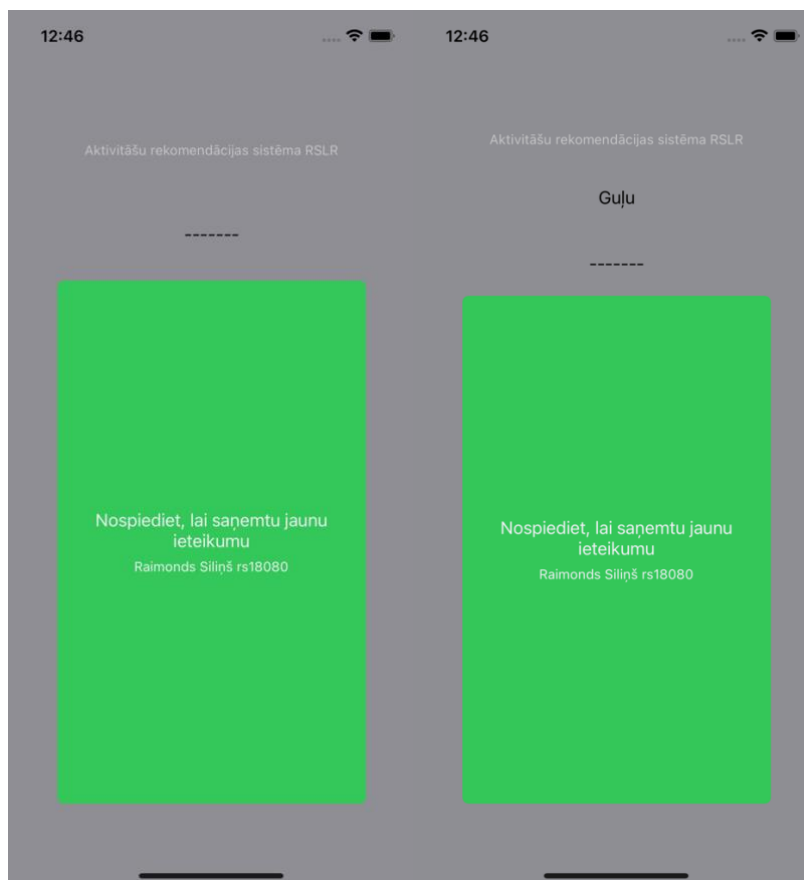 12:46
Aktivitāšu rekomendācijas sistēma RSLR
-------
Nospiediet, lai saņemtu jaunu
ieteikumu
Raimonds Siliņš rs18080
12:46
Aktivitāšu rekomendācijas sistēma RSLR
Guļu
-------
Nospiediet, lai saņemtu jaunu
ieteikumu
Raimonds Siliņš rs18080